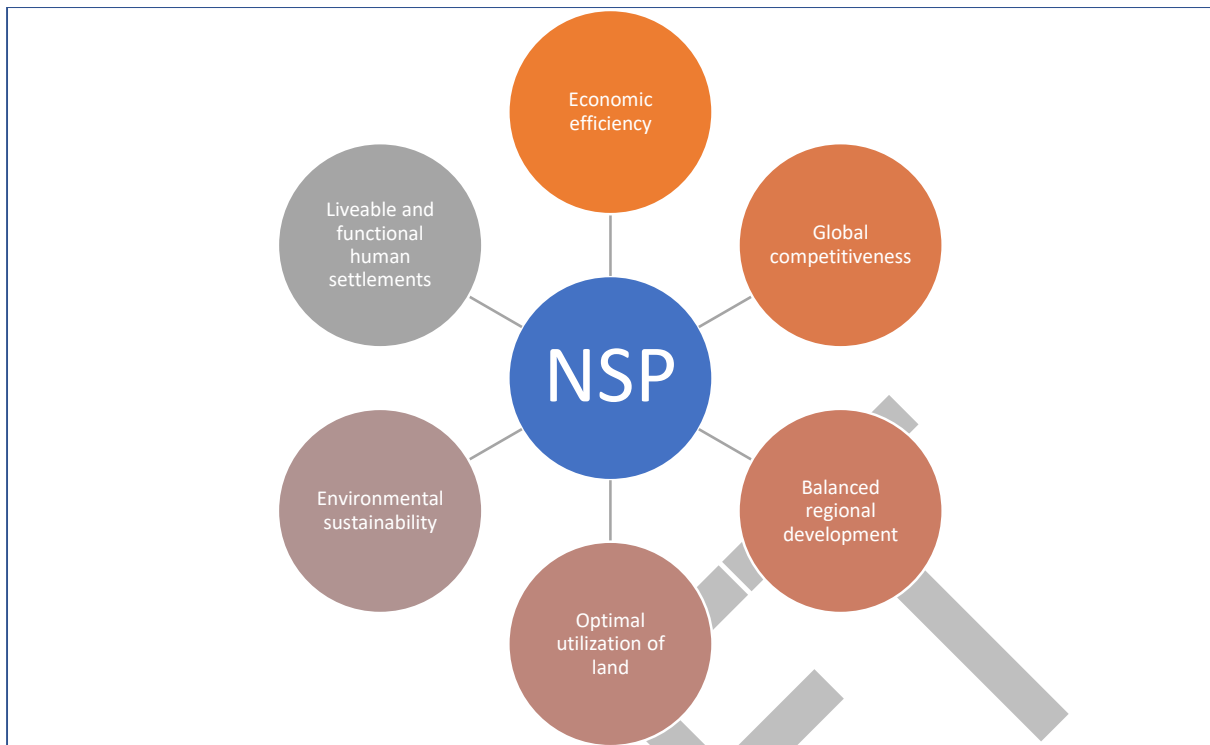 Economic
efficiency
Global
competitiveness
Balanced
regional
development
Optimal
utilization of
land
Environmental
sustainability
Liveable and
functional
human
settlements
NSP